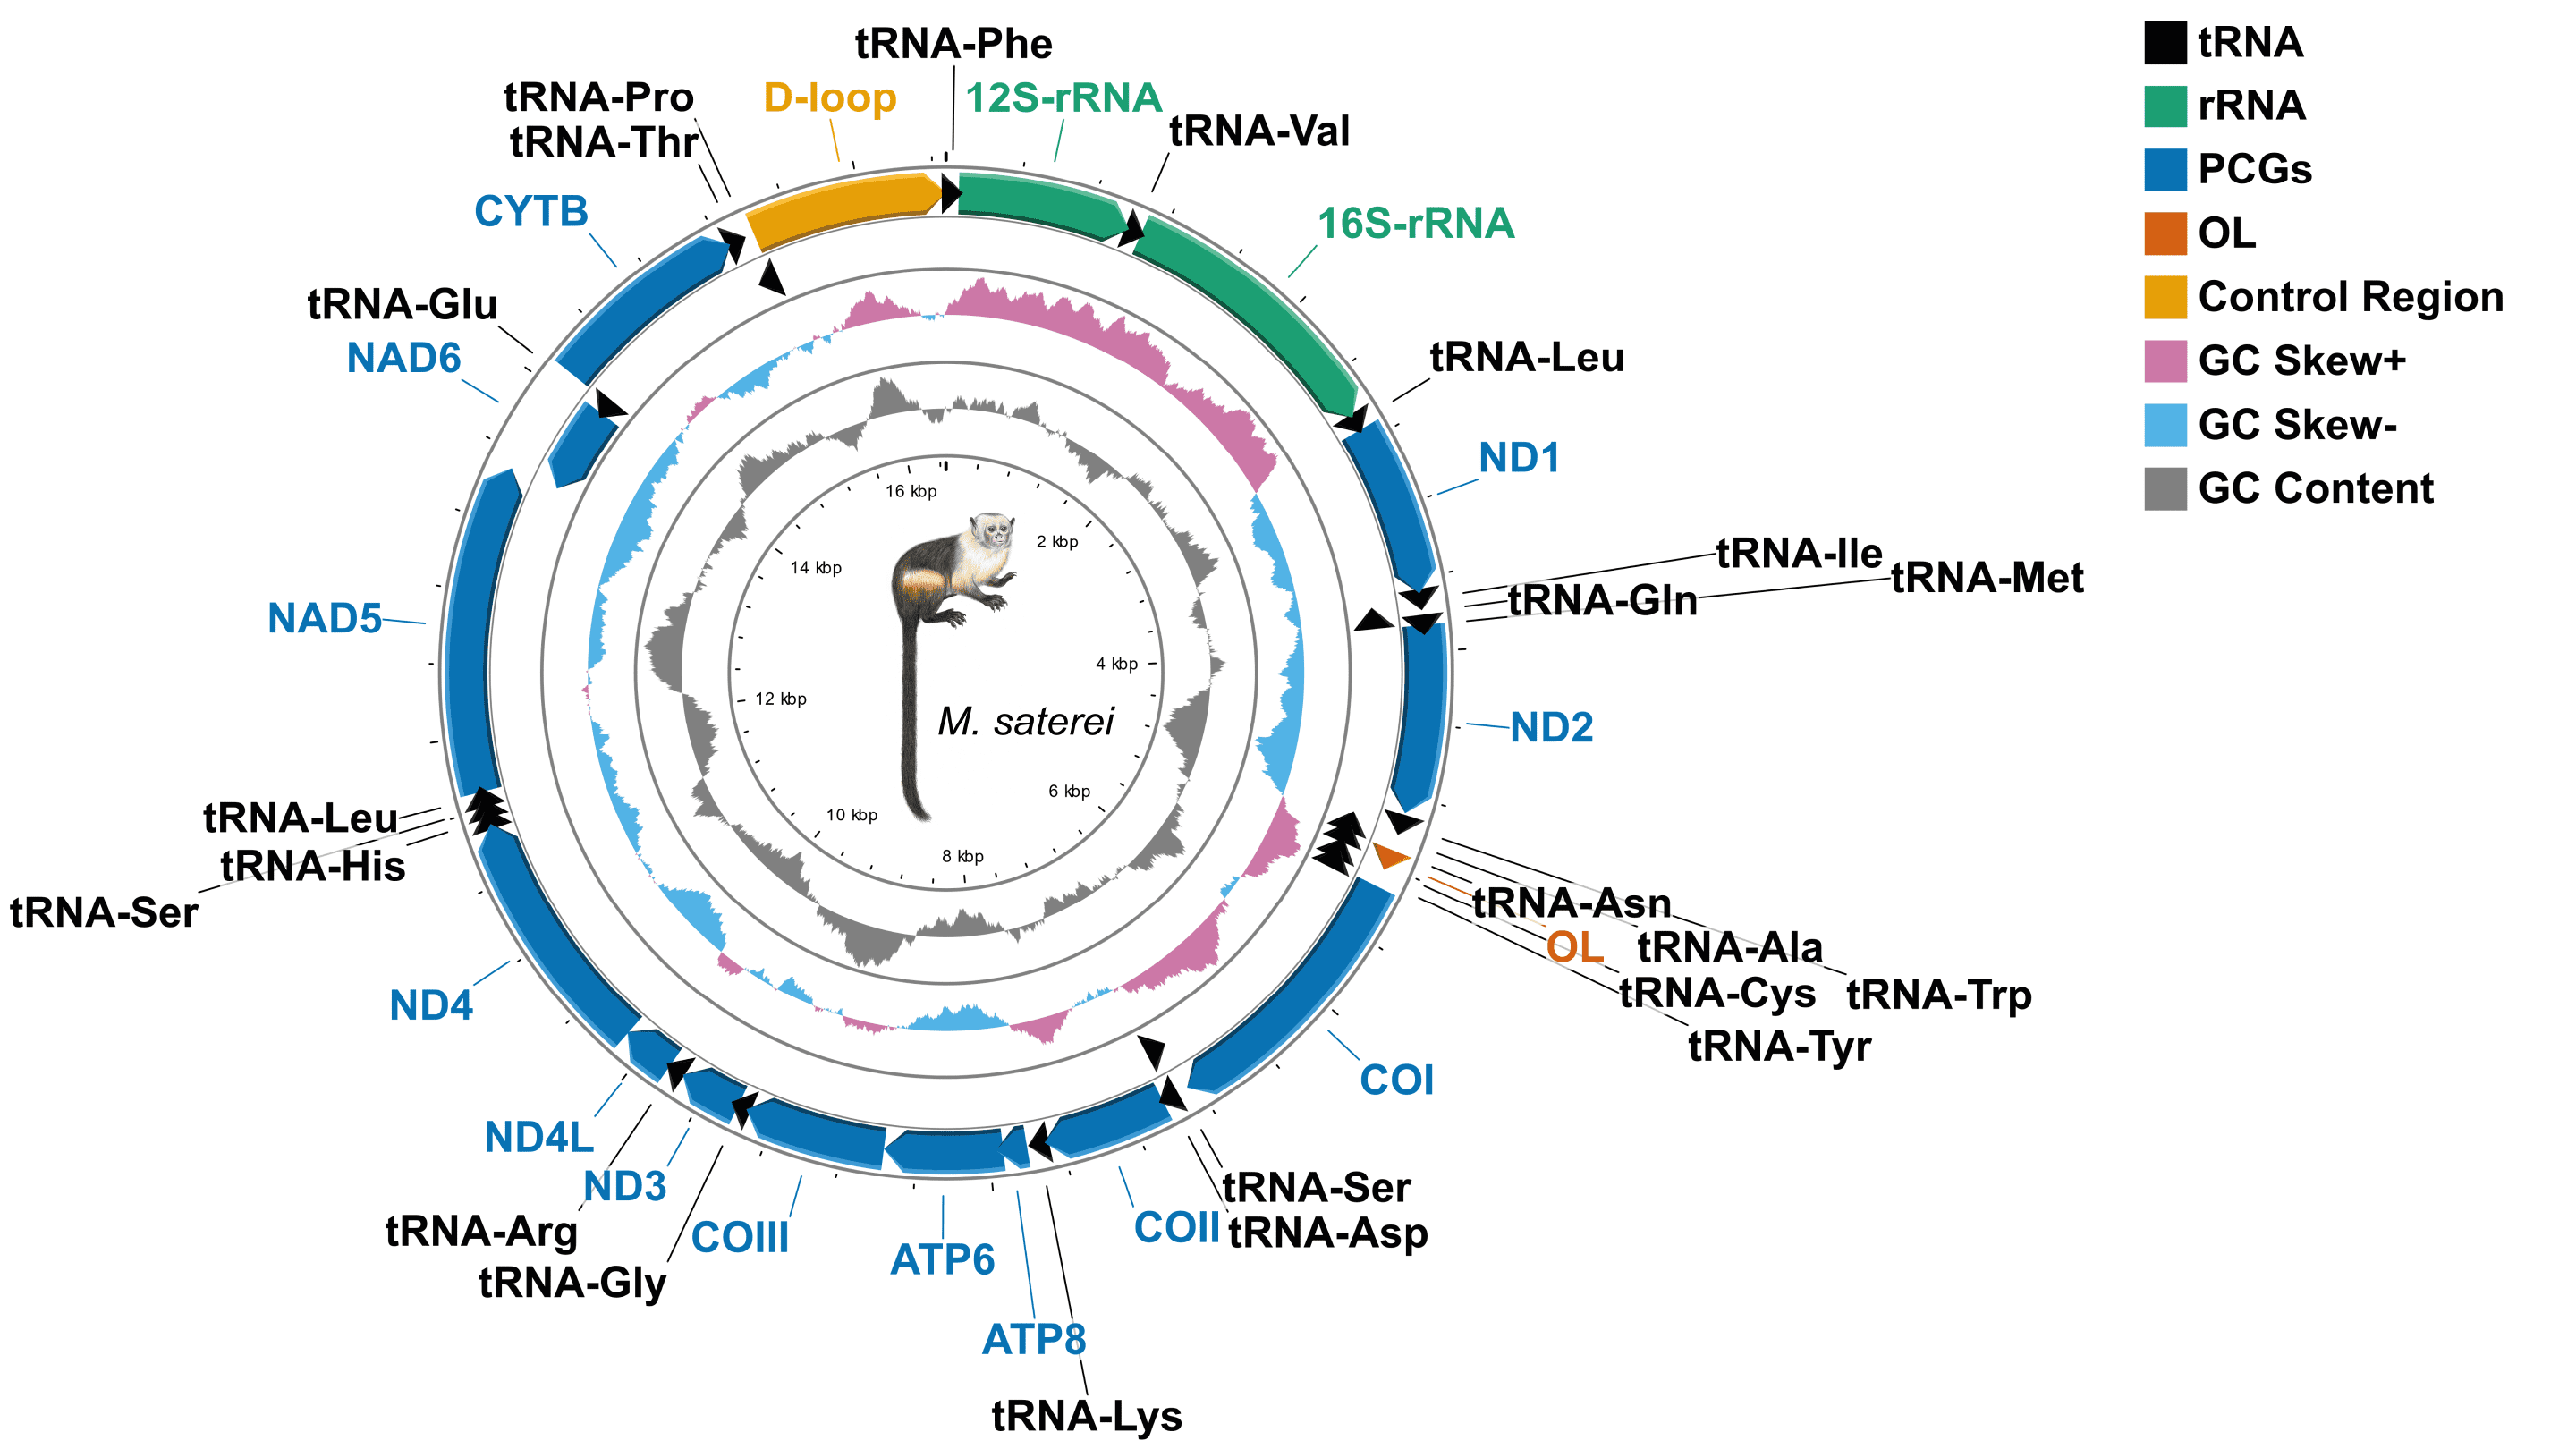 tRNA-Phe
tRNA-Pro
D-loop
12S-rRNA
tRNA-Thr
tRNA-Val
CYTB
16S-rRNA
tRNA-Glu
NAD6
tRNA-Leu
ND1
tRNA-Ile
tRNA-Met
tRNA-Gln
NAD5
ND2
tRNA-Leu
tRNA-His
tRNA-Ser
tRNA-Asn
OL
tRNA-Ala
tRNA-Cys
tRNA-Trp
tRNA-Tyr
ND4
COI
ND4L
ND3
tRNA-Arg
tRNA-Gly
COIII
ATP6
ATP8
tRNA-Lys
COII
tRNA-Ser
tRNA-Asp
16 kbp
2 kbp
14 kbp
4 kbp
12 kbp
6 kbp
10 kbp
8 kbp
M. saterei
tRNA
rRNA
PCGs
OL
Control Region
GC Skew+
GC Skew-
GC Content